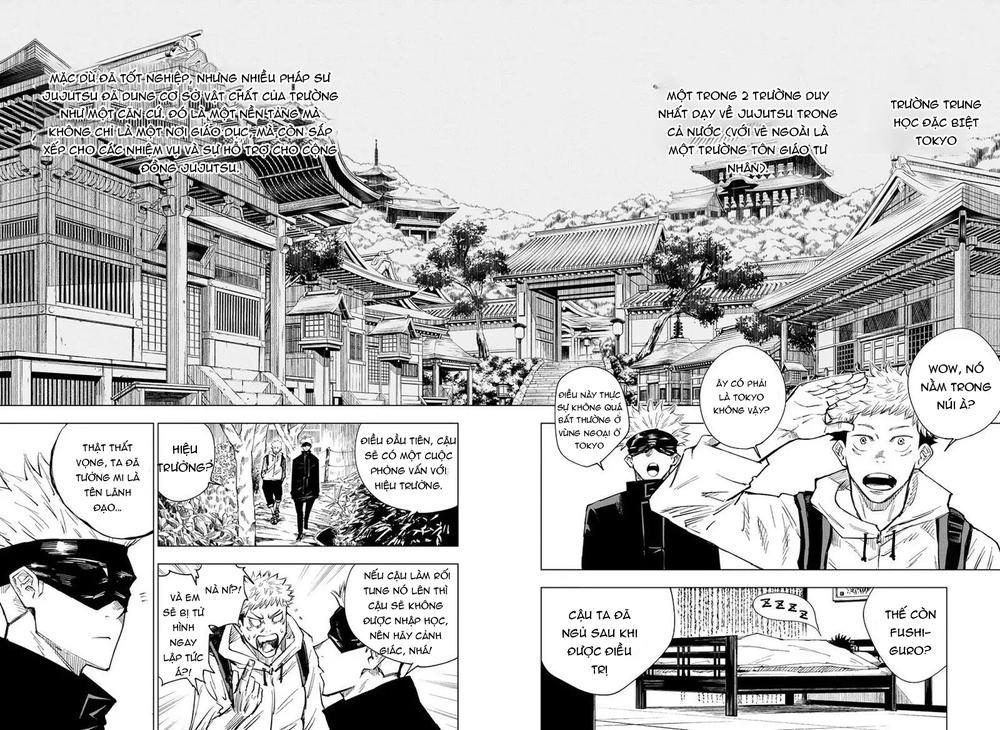 TRƯỜNG TRUNG
HỌC ĐẶC BIỆT
TOKYO
MỘT TRONG 2 TRƯỜNG DUY
NHẤT DẠY VỀ JUJUTSU TRONG
CẢ NƯỚC (VỚI VẺ NGOÀI LÀ
MỘT TRƯỜNG TÔN GIÁO TƯ
NHÂN).
MẶC DÙ ĐÃ TỐT NGHIỆP, NHƯNG NHIỀU PHÁP SƯ
JUJUTSU ĐÃ DÙNG CƠ SỞ VẬT CHẤT CỦA TRƯỜNG
NHƯ MỘT CĂN CỨ. ĐÓ LÀ MỘT NỀN TẢNG MÀ
KHÔNG CHỈ LÀ MỘT NƠI GIÁO DỤC, MÀ CÒN SẮP
XẾP CHO CÁC NHIỆM VỤ VÀ SỰ HỖ TRỢ CHO CỘNG
ĐỒNG JUJUTSU.
WOW, NÓ
NẰM TRONG
NÚI À?
ÂY CÓ PHẢI
LÀ TOKYO
KHÔNG VẬY?
ĐIỀU NÀY THỰC
SỰ KHÔNG QUÁ
BẤT THƯỜNG Ở
VÙNG NGOẠI Ô
TOKYO
THẾ CÒN
FUSHI-
GURO?
ZZZZ
CẬU TA ĐÃ
NGỦ SAU KHI
ĐƯỢC ĐIỀU
TRỊ
ĐIỀU ĐẦU TIÊN, CẬU
SẼ CÓ MỘT CUỘC
PHỎNG VẤN VỚI
HIỆU TRƯỞNG.
HIỆU
TRƯỞNG?
NẾU CẬU LÀM RỐI
TUNG NÓ LÊN THÌ
CẬU SẼ KHÔNG
ĐƯỢC NHẬP HỌC,
NÊN HÃY CẢNH
GIÁC, NHÁ!
NÀ NÍ?!
VÀ EM
SẼ BỊ TỬ
HÌNH
NGAY
LẬP TỨC
Á?!
THẬT THẤT
VỌNG, TA ĐÃ
TƯỞNG MI LÀ
TÊN LÃNH
ĐẠO...